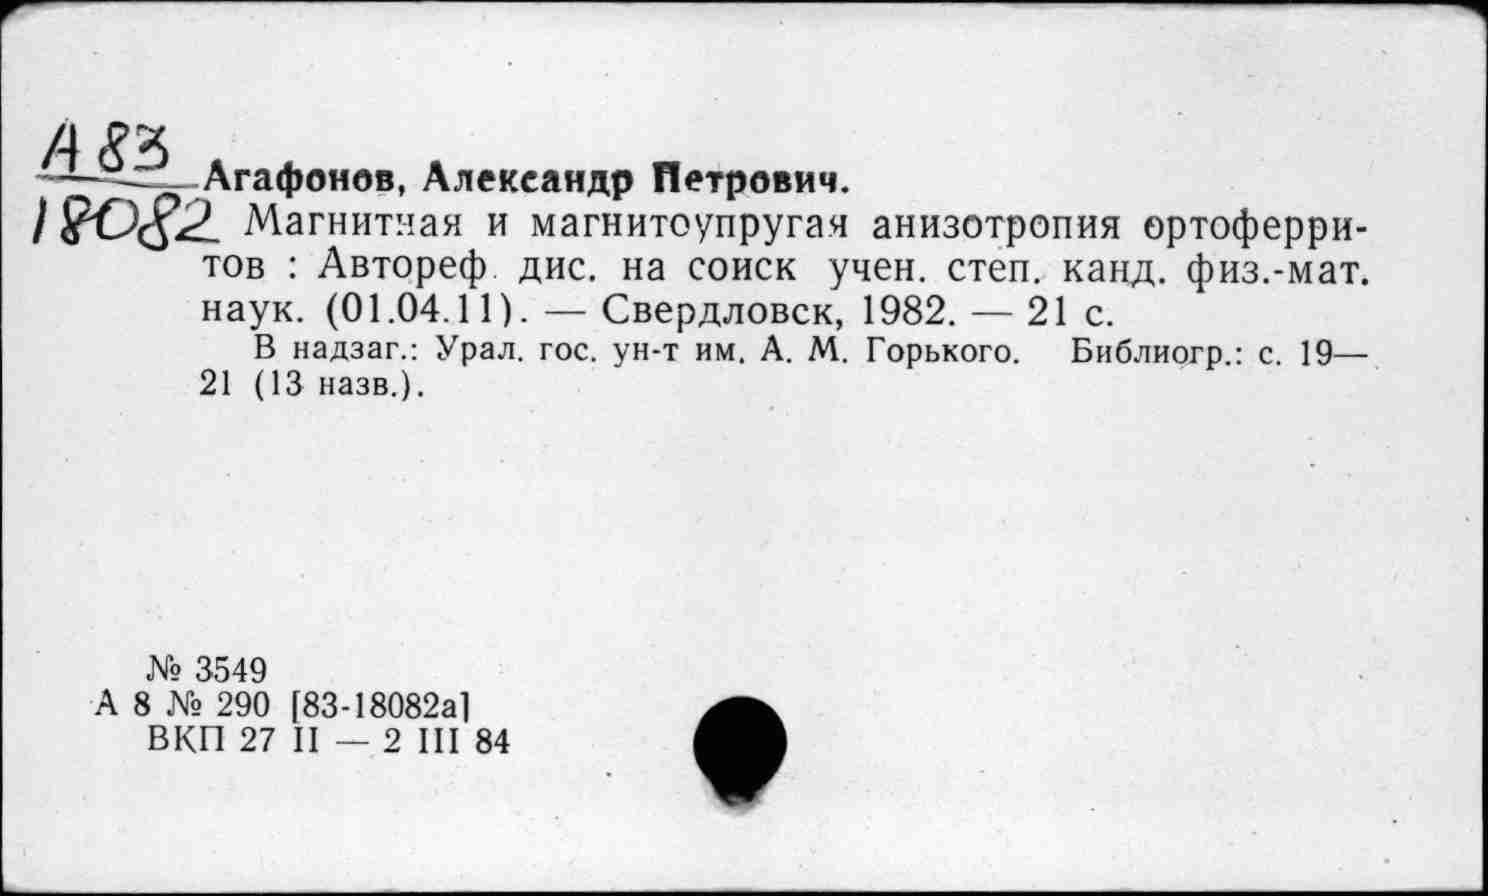 А 83
Агафонов, Александр Петрович.
18082 Магнитная и магнитоупругая анизотропия ортоферри-
тов : Автореф. дис. на соиск учен. степ. канд. физ.-мат.
наук. (01.04.11). — Свердловск, 1982. — 21 с.
В надзаг.: Урал. гос. ун-т им. А. М. Горького. Библиогр.: с. 19—
21 (13 назв.).
№ 3549
А 8 № 290 [83-18082а]
ВКП 27 II — 2 III 84